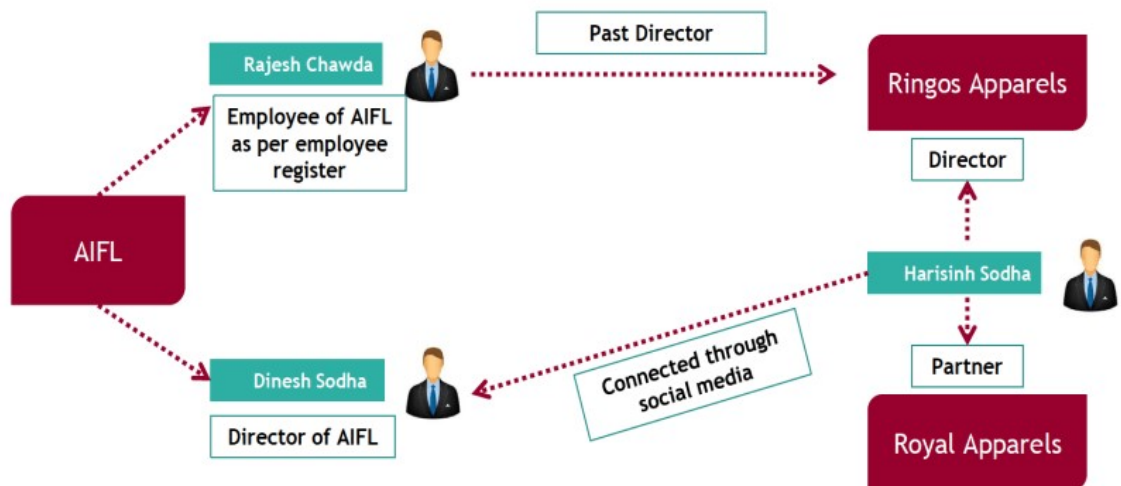 Past Director
Rajesh Chawda
Ringos Apparels
Employee of AIFL
as per employee
register
Director
AIFL
Harisinh Sodha
Connected through
social media
Dinesh Sodha
Partner
Director of AIFL
Royal Apparels